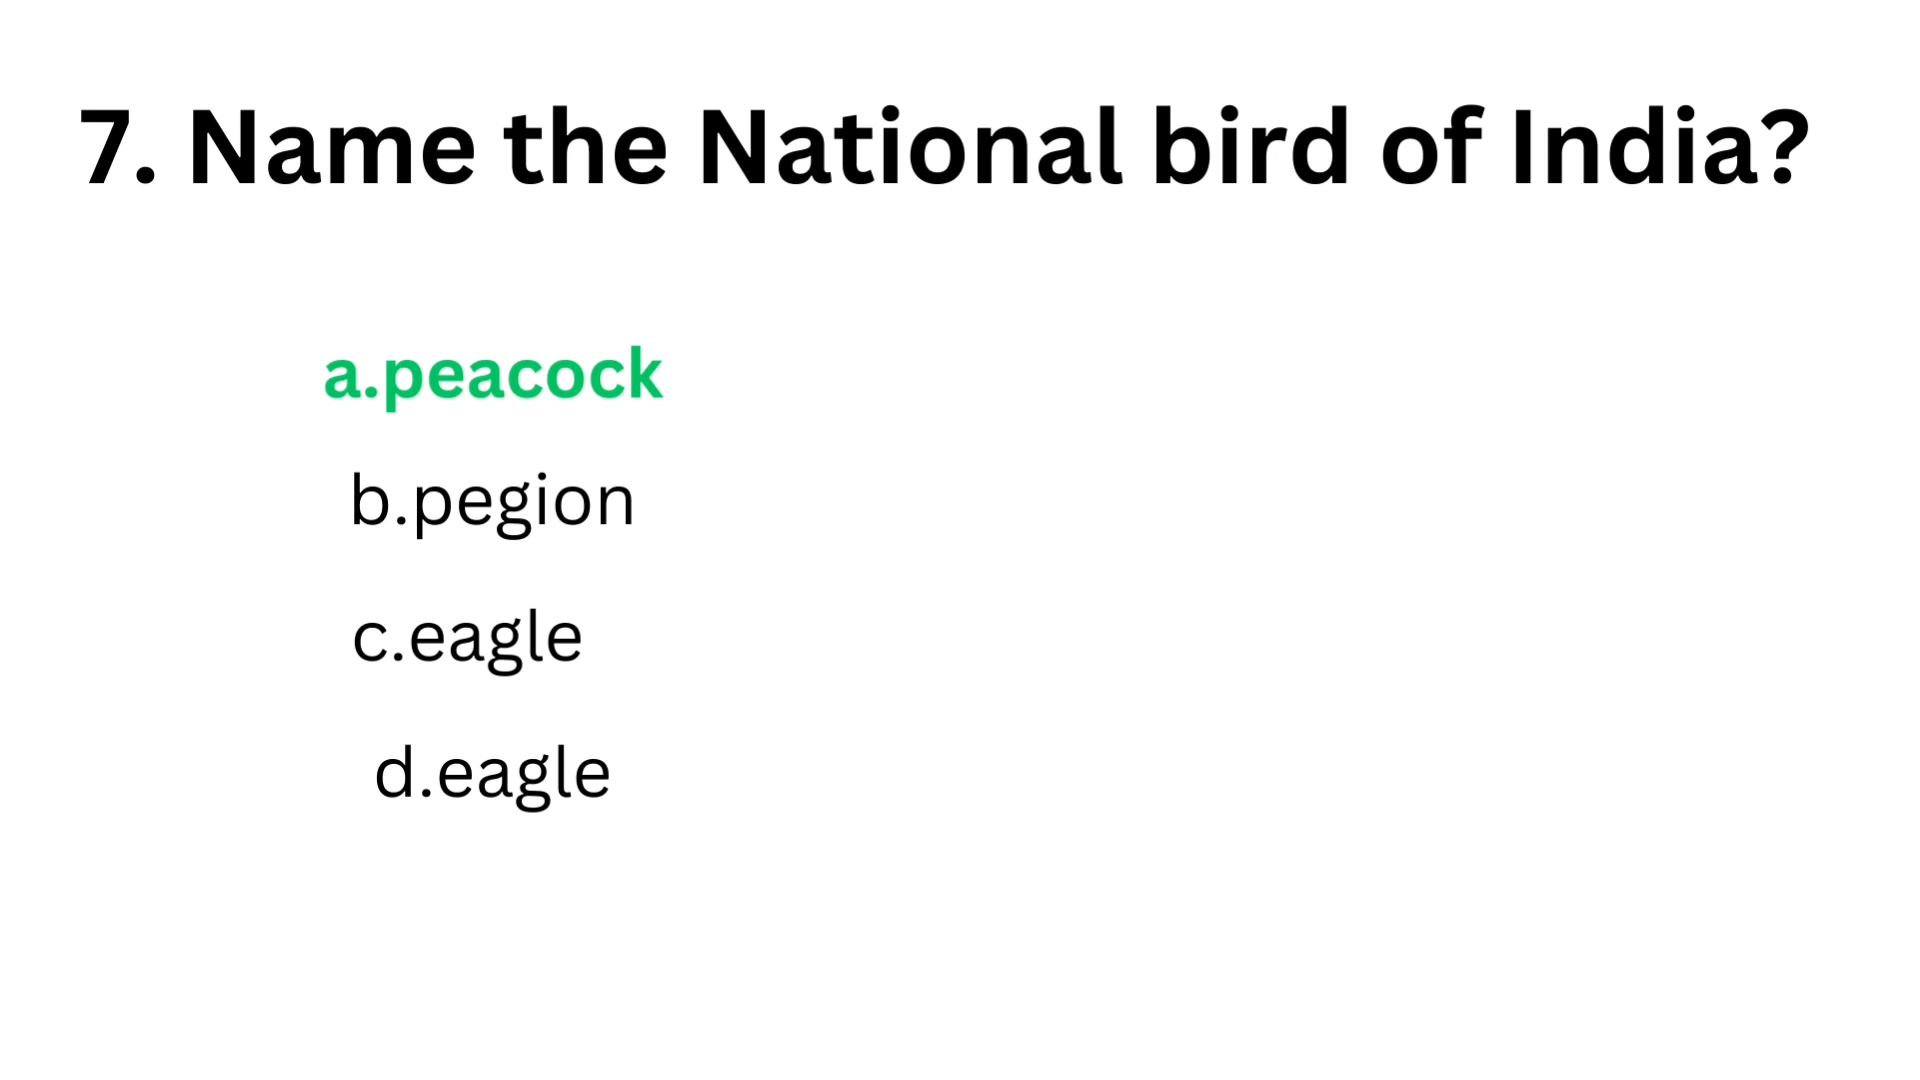 7. Name the National bird of India?
a.peacock
b.pegion
c.eagle
d.eagle